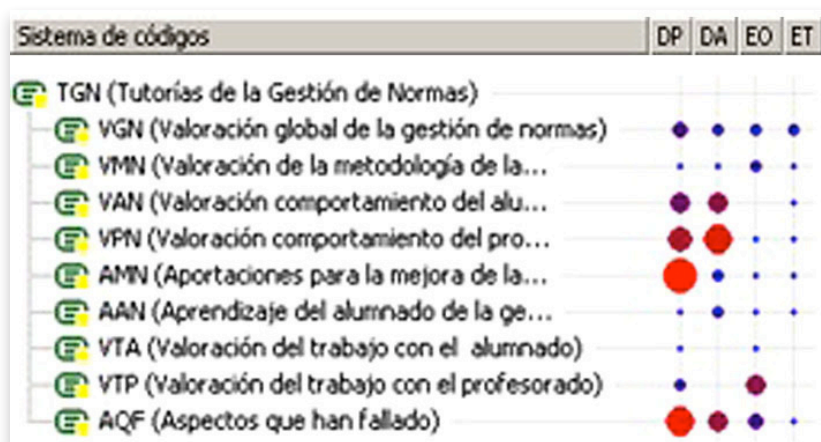 Sistema de códigos DP DA EO ET
TGN (Tutorías de la Gestión de Normas)
VGN (Valoración global de la gestión de normas)
VMN (Valoración de la metodología de la...
VAN (Valoración comportamiento del alu...
VPN (Valoración comportamiento del pro...
AMN (Aportaciones para la mejora de la...
AAN (Aprendizaje del alumnado de la ge...
VTA (Valoración del trabajo con el alumnado)
VTP (Valoración del trabajo con el profesorado)
AQF (Aspectos que han fallado)